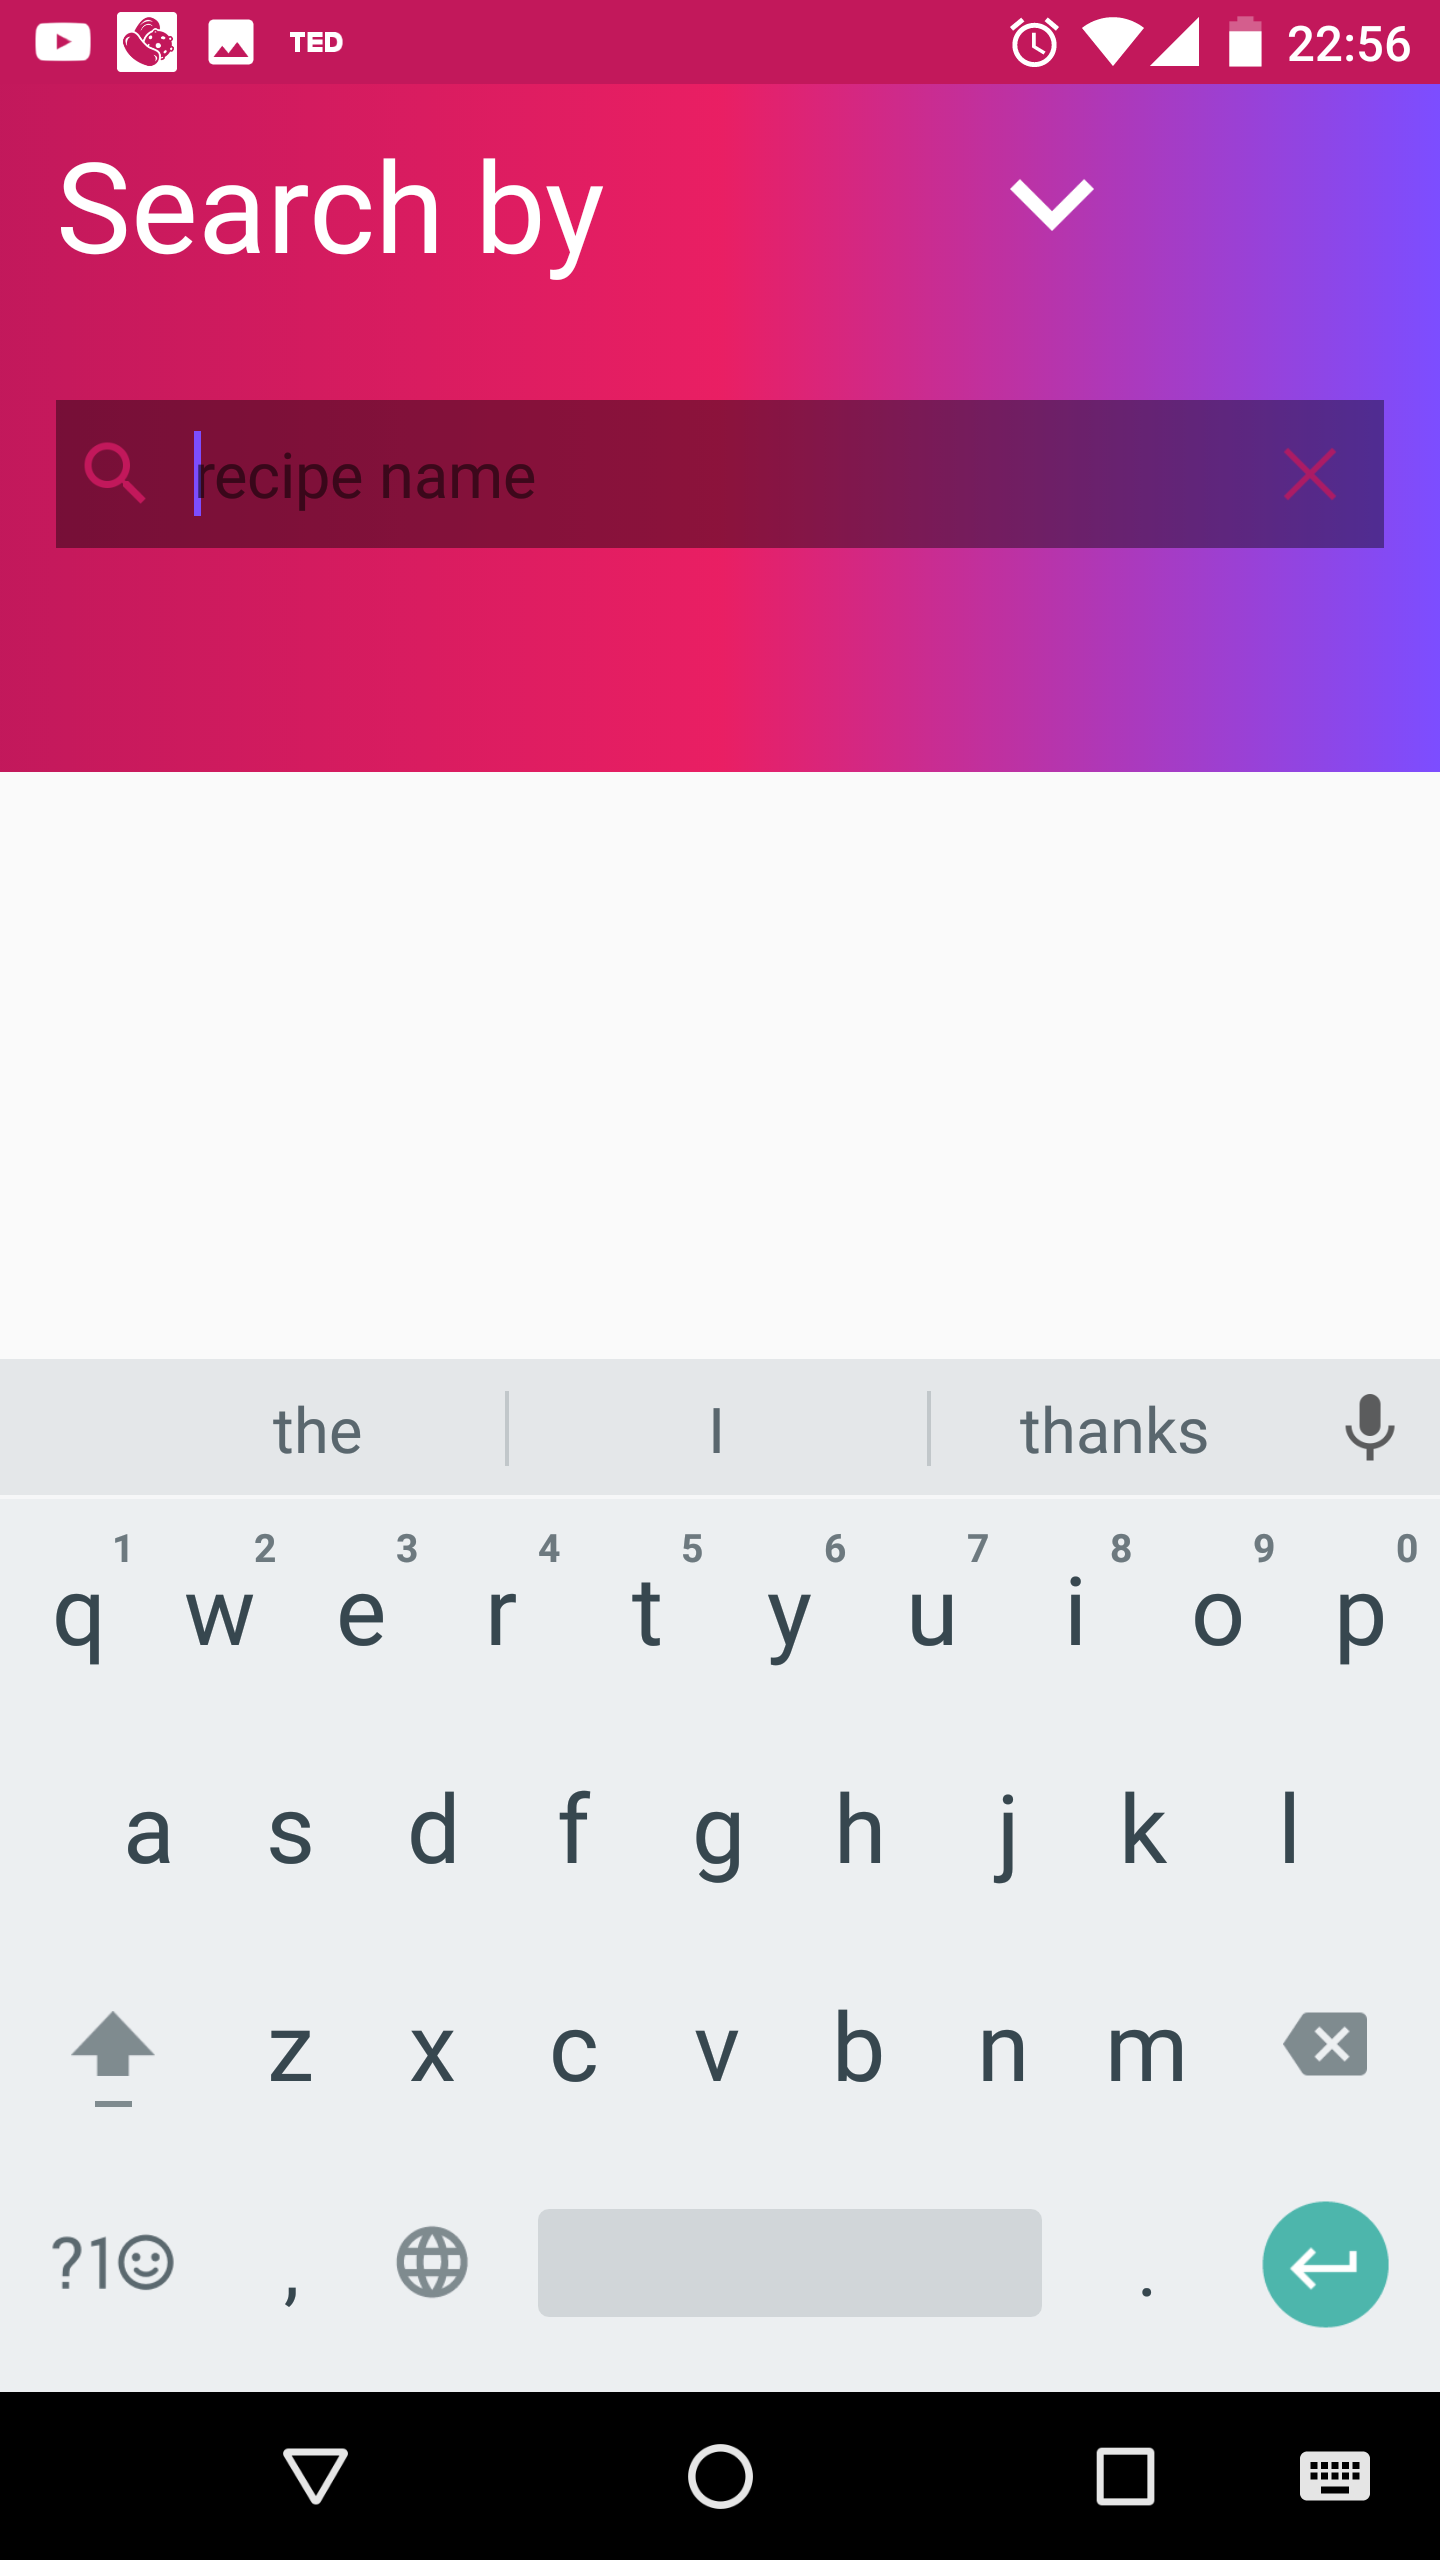 TED 22:56
Search by
recipe name
the I thanks
1 2 3 4 5 6 7 8 9 0
q w e r t y u i o p
a s d f g h j k l
z x c v b n m
?1☺ , .